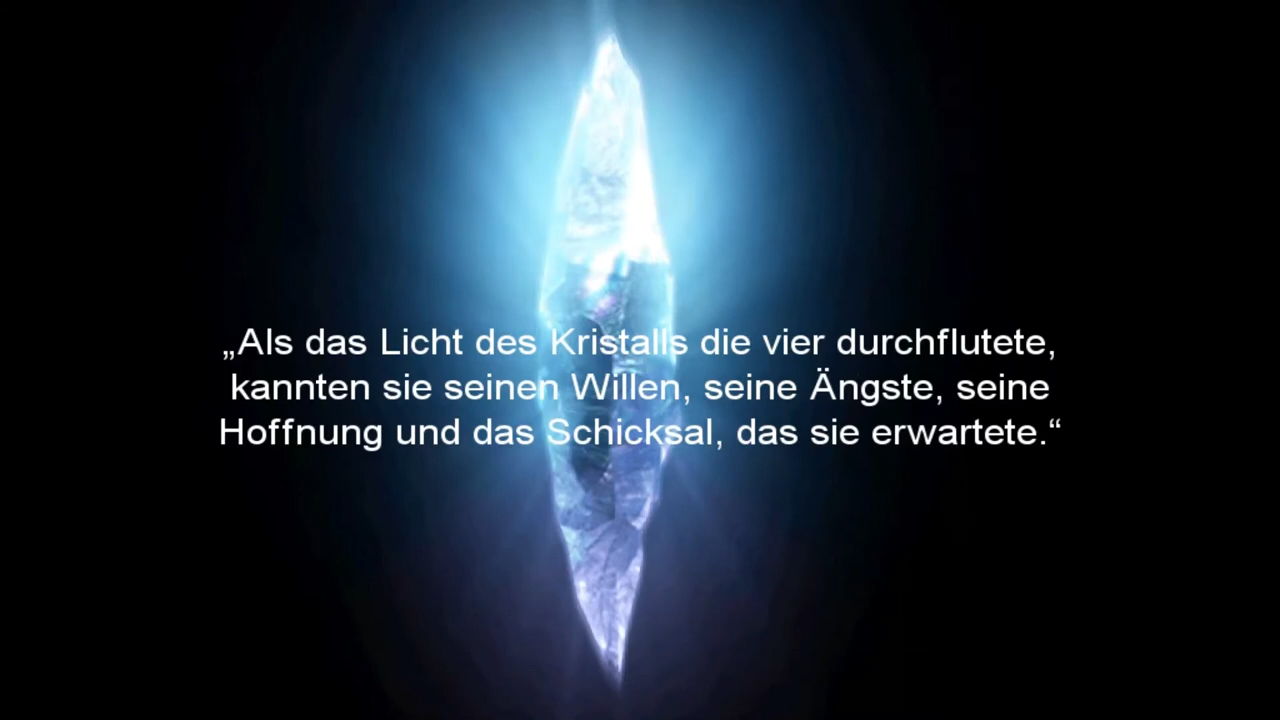 „Als das Licht des Kristalls die vier durchflutete,
kannten sie seinen Willen, seine Ängste, seine
Hoffnung und das Schicksal, das sie erwartete.“